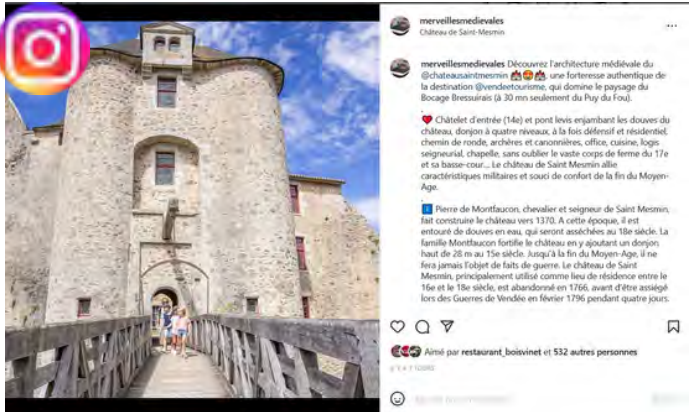 merveillesmedievales
Château de Saint-Mesmin
merveillesmedievales Découvrez l'architecture médiévale du
@chateausaintmesmin 🏰😍🏰, une forteresse authentique de
la destination @vendeetourisme, qui domine le paysage du
Bocage Bressuirais (à 30 mn seulement du Puy du Fou).
.
❤️ Châtelet d'entrée (14e) et pont levis enjambant les douves du
château, donjon à quatre niveaux, à la fois défensif et résidentiel,
chemin de ronde, archères et canonnières, office, cuisine, logis
seigneurial, chapelle, sans oublier le vaste corps de ferme du 17e
et sa basse-cour... Le château de Saint Mesmin allie
caractéristiques militaires et souci de confort de la fin du Moyen-
Age.
.
ℹ️ Pierre de Montfaucon, chevalier et seigneur de Saint Mesmin,
fait construire le château vers 1370. A cette époque, il est
entouré de douves en eau, qui seront asséchées au 18e siècle. La
famille Montfaucon fortifie le château en y ajoutant un donjon
haut de 28 m au 15e siècle. Jusqu'à la fin du Moyen-Age, il ne
fera jamais l'objet de faits de guerre. Le château de Saint
Mesmin, principalement utilisé comme lieu de résidence entre le
16e et le 18e siècle, est abandonné en 1766, avant d'être assiégé
lors des Guerres de Vendée en février 1796 pendant quatre jours.
Aimé par restaurant_boisvinet et 532 autres personnes